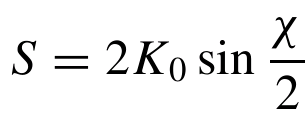 S = 2K₀ sin χ/2